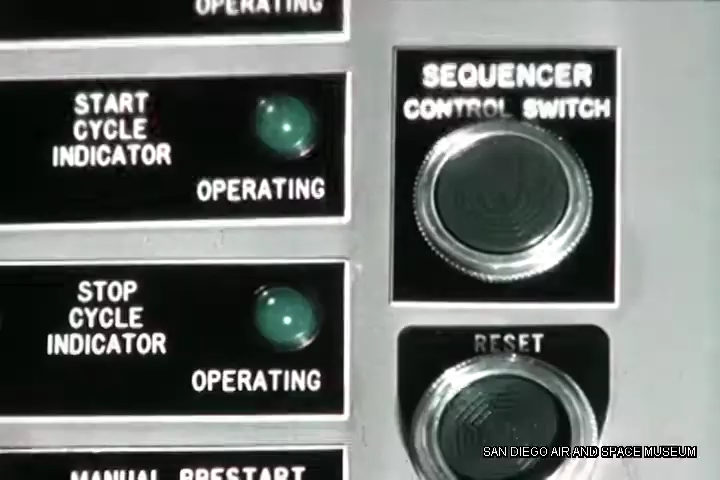 OPERATING
START
CYCLE
INDICATOR
OPERATING
SEQUENCER
CONTROL SWITCH
STOP
CYCLE
INDICATOR
OPERATING
RESET
MANUAL PRESTART
SAN DIEGO AIR AND SPACE MUSEUM